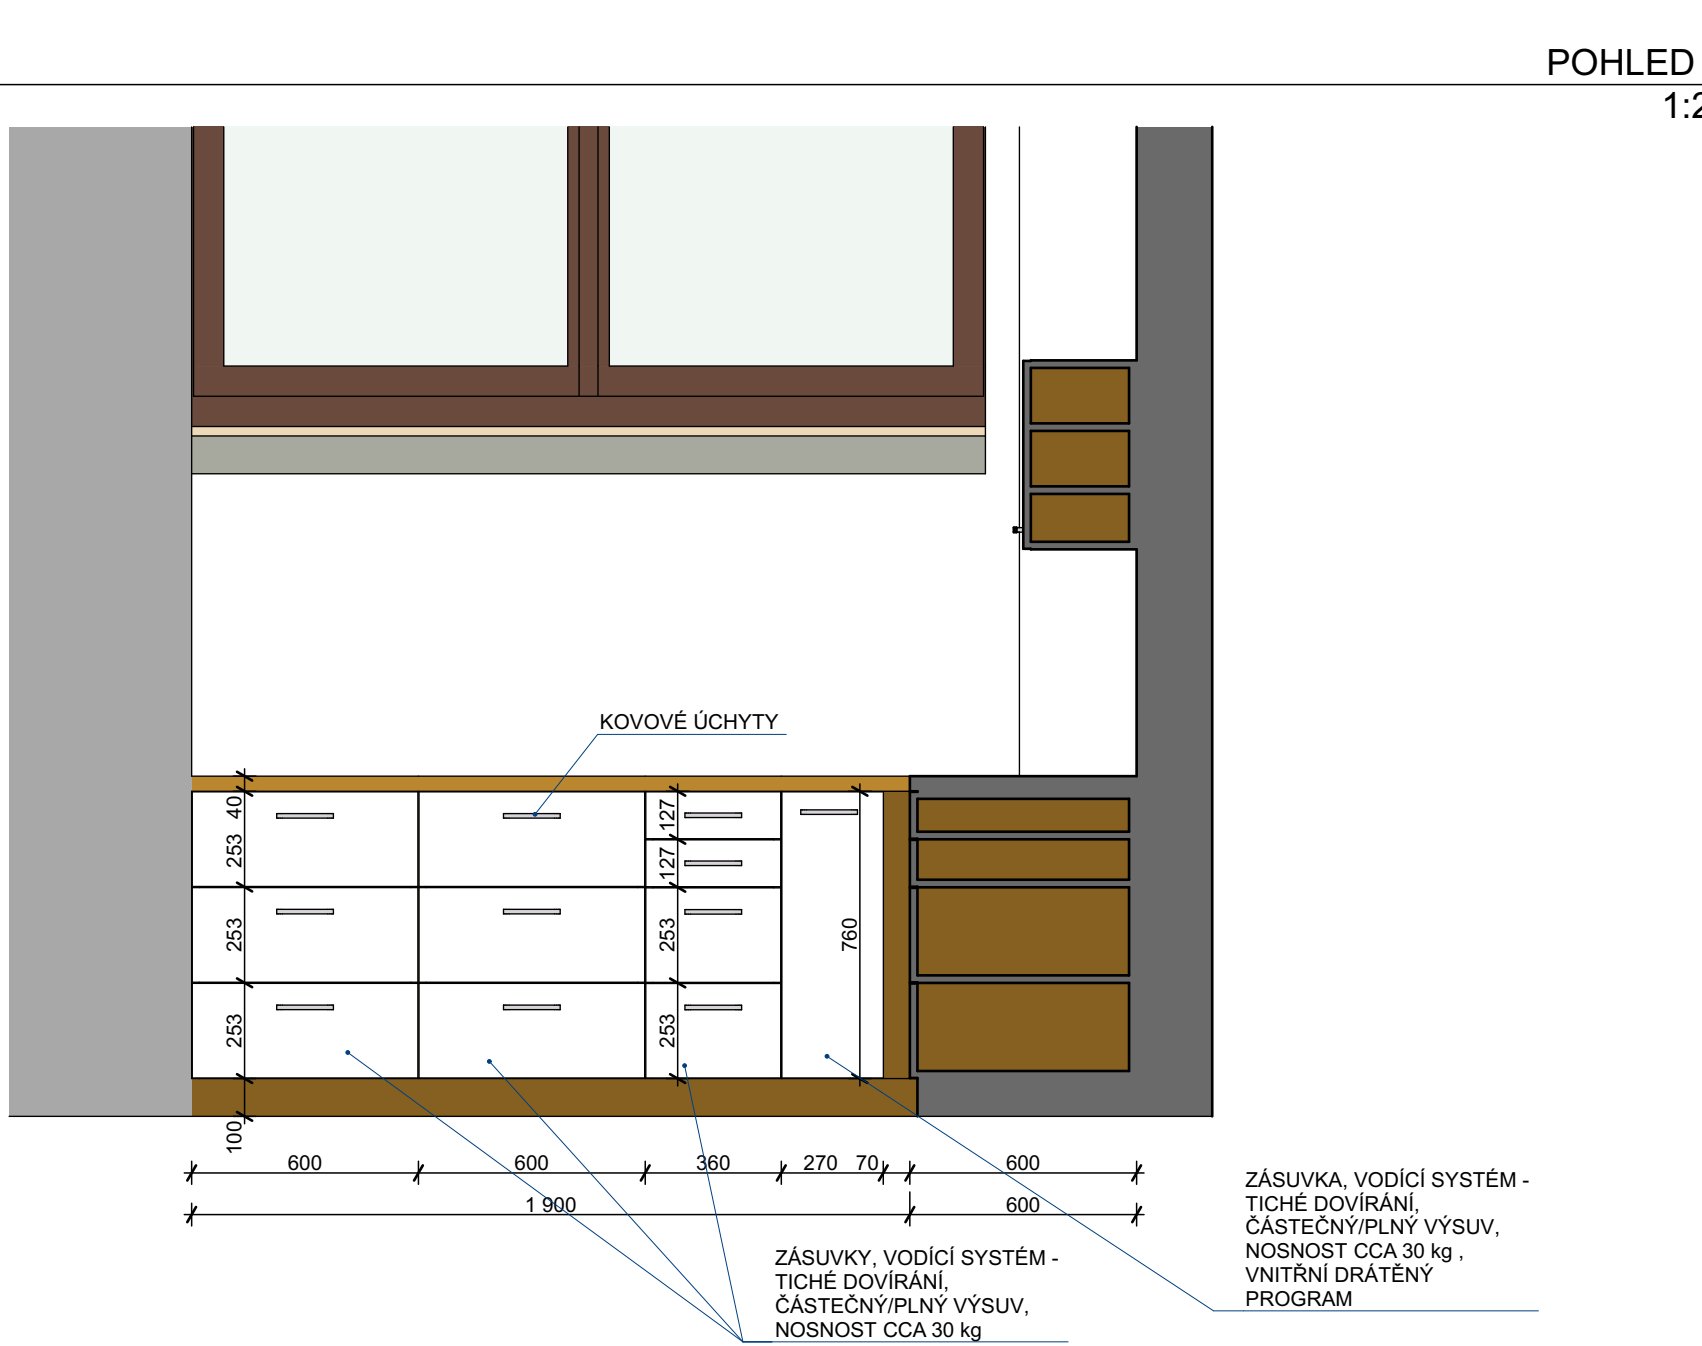 POHLED
1:2
KOVOVÉ ÚCHYTY
40
253
253
253
100
127
127
253
253
760
600
600
360
270
70
600
1 900
600
ZÁSUVKY, VODÍCÍ SYSTÉM -
TICHÉ DOVÍRÁNÍ,
ČÁSTEČNÝ/PLNÝ VÝSUV,
NOSNOST CCA 30 kg
ZÁSUVKA, VODÍCÍ SYSTÉM -
TICHÉ DOVÍRÁNÍ,
ČÁSTEČNÝ/PLNÝ VÝSUV,
NOSNOST CCA 30 kg ,
VNITŘNÍ DRÁTĚNÝ
PROGRAM